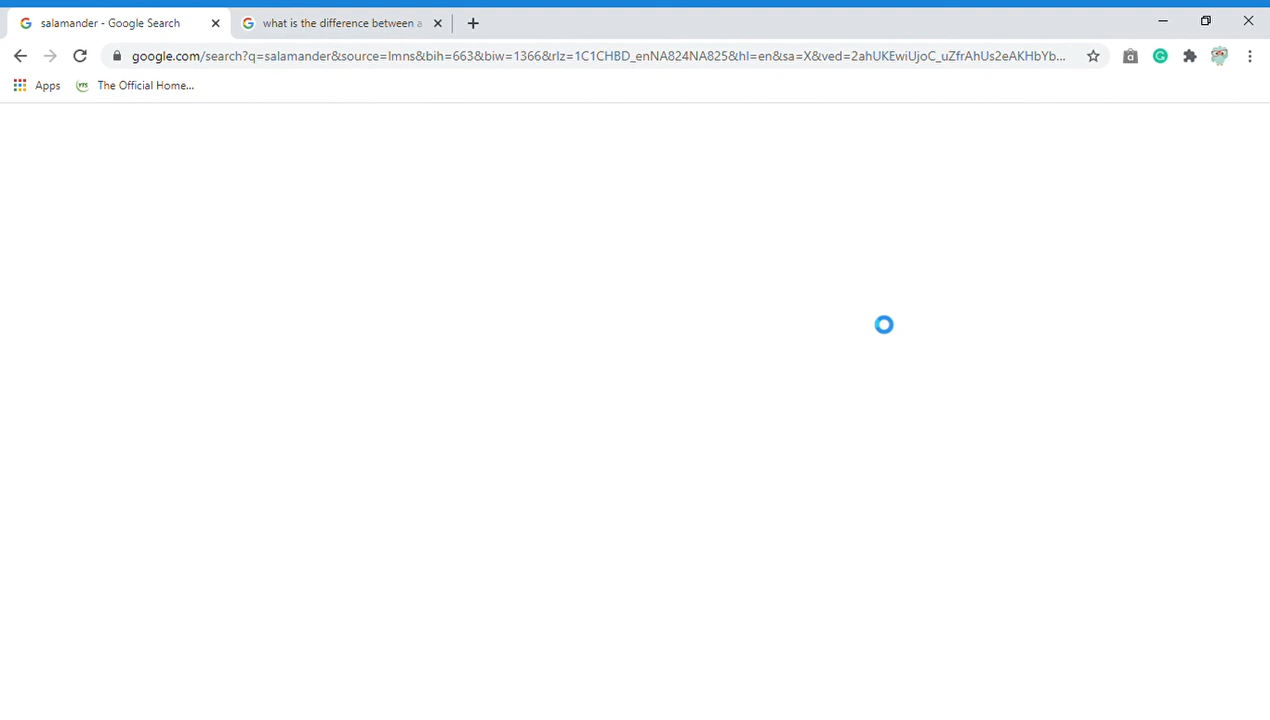 salamander - Google Search
what is the difference between a
google.com/search?q=salamander&source=lmns&bih=663&biw=1366&rlz=1C1CHBD_enNA824NA825&hl=en&sa=X&ved=2ahUKEwiUjoC_uZfrAhUs2eAKHbYb...
Apps
The Official Home...